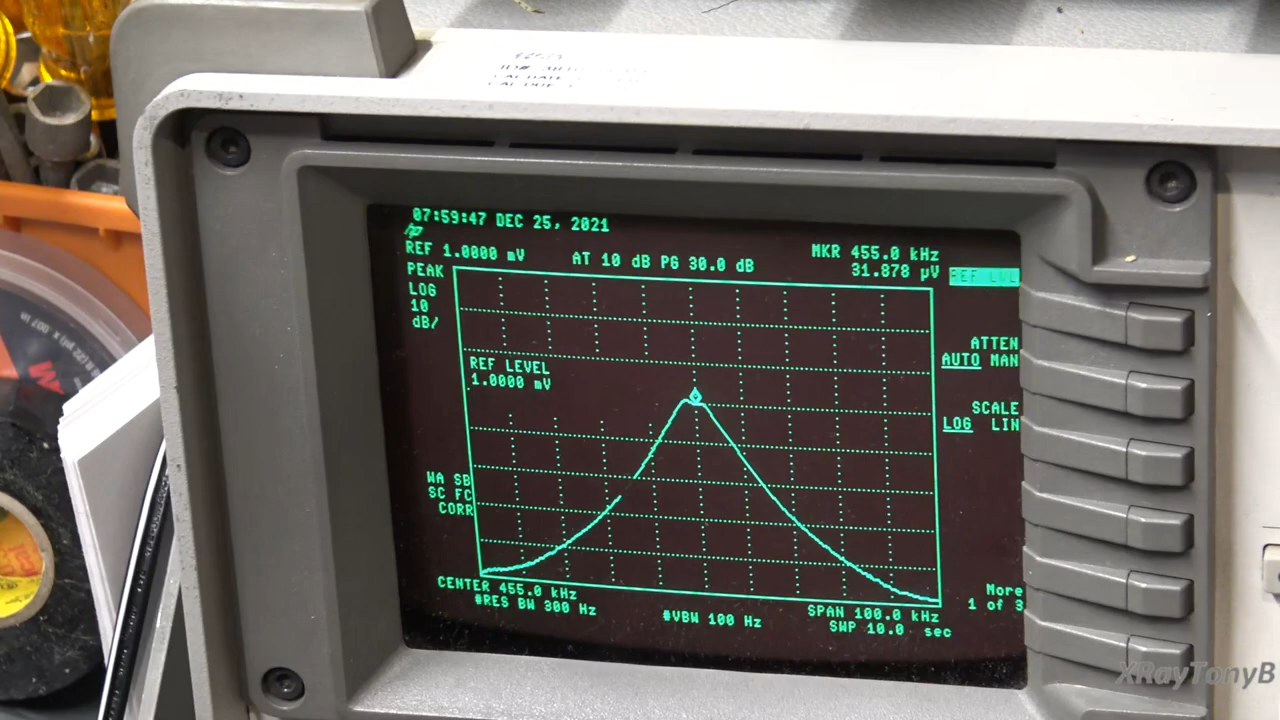 07:59:47 DEC 25, 2021
hp
REF 1.0000 mV
AT 10 dB PG 30.0 dB
MKR 455.0 kHz
31.878 µV
REF LVL
PEAK
LOG
10
dB/
ATTEN
AUTO MAN
REF LEVEL
1.0000 mV
SCALE
LOG LIN
WA SB
SC FC
CORR
CENTER 455.0 kHz
#RES BW 300 Hz
#VBW 100 Hz
SPAN 100.0 kHz
SWP 10.0 sec
More
1 of 3
XRayTonyB